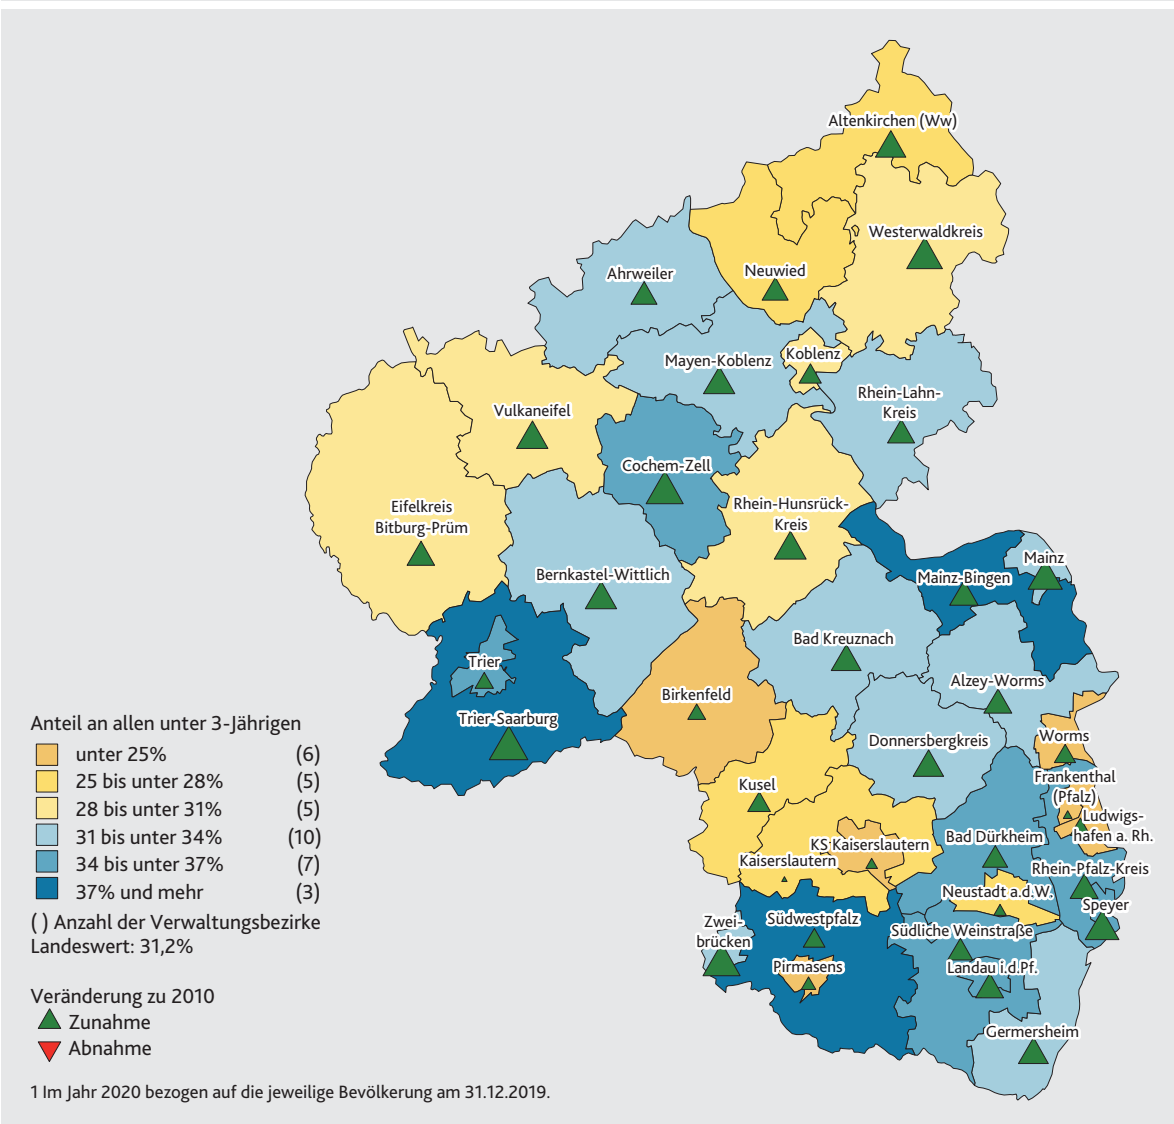 Altenkirchen (Ww)
Westerwaldkreis
Neuwied
Ahrweiler
Koblenz
Mayen-Koblenz
Rhein-Lahn-
Kreis
Vulkaneifel
Cochem-Zell
Rhein-Hunsrück-
Kreis
Eifelkreis
Bitburg-Prüm
Mainz
Mainz-Bingen
Bernkastel-Wittlich
Bad Kreuznach
Trier
Alzey-Worms
Birkenfeld
Trier-Saarburg
Donnersbergkreis
Worms
Kusel
Frankenthal
(Pfalz)
Ludwigs-
hafen a. Rh.
Bad Dürkheim
KS Kaiserslautern
Kaiserslautern
Rhein-Pfalz-Kreis
Neustadt a.d.W.
Speyer
Zwei-
brücken
Südwestpfalz
Südliche Weinstraße
Pirmasens
Landau i.d.Pf.
Germersheim
Anteil an allen unter 3-Jährigen
unter 25% (6)
25 bis unter 28% (5)
28 bis unter 31% (5)
31 bis unter 34% (10)
34 bis unter 37% (7)
37% und mehr (3)
( ) Anzahl der Verwaltungsbezirke
Landeswert: 31,2%
Veränderung zu 2010
Zunahme
Abnahme
1 Im Jahr 2020 bezogen auf die jeweilige Bevölkerung am 31.12.2019.